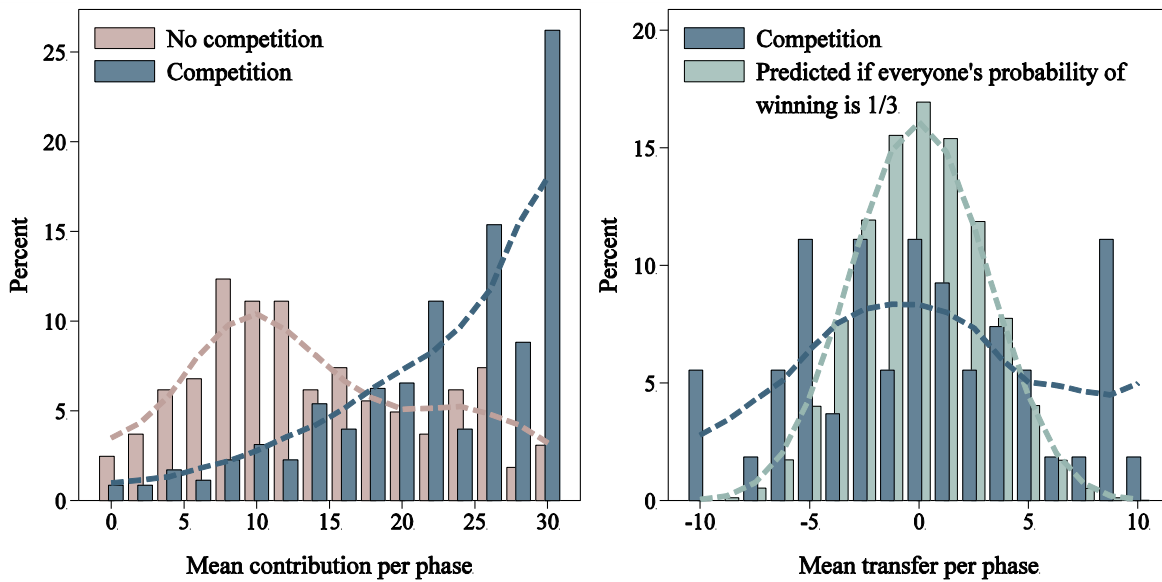 No competition
Competition
Percent
25
20
15
10
5
0
0 5 10 15 20 25 30
Mean contribution per phase
Competition
Predicted if everyone's probability of
winning is 1/3
Percent
20
15
10
5
0
-10 -5 0 5 10
Mean transfer per phase